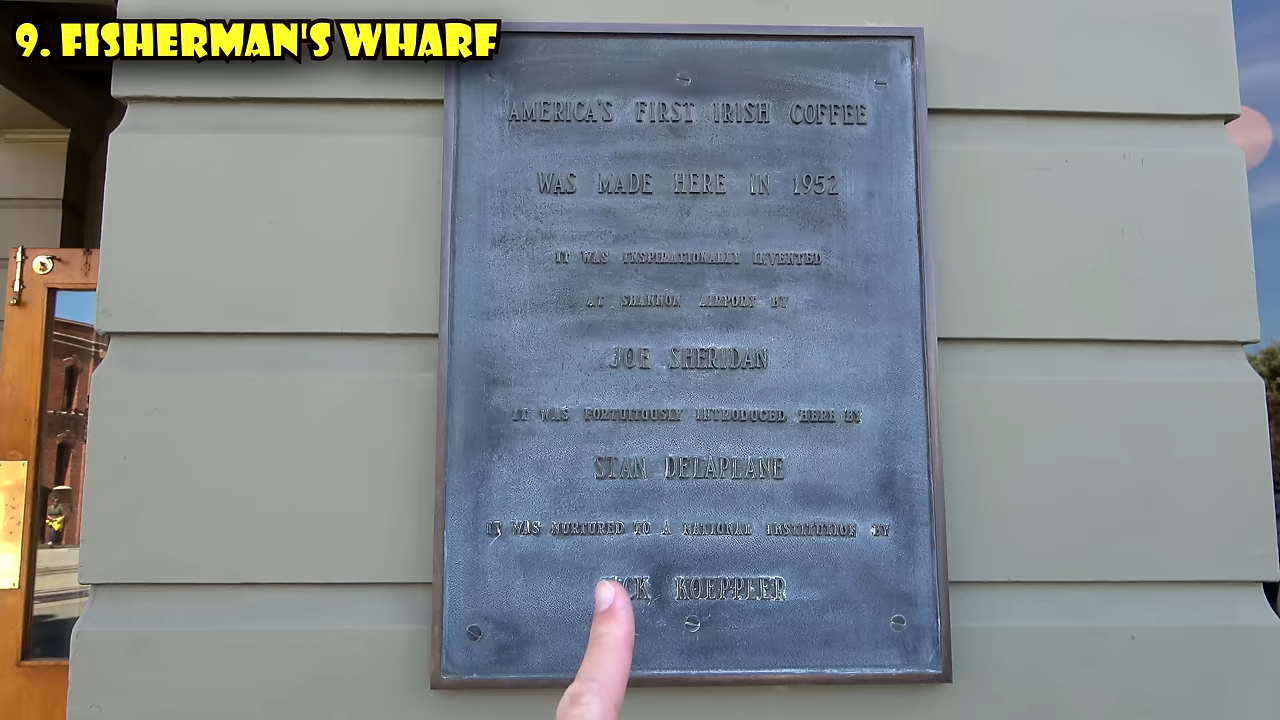 9. FISHERMAN'S WHARF
AMERICA'S FIRST IRISH COFFEE
WAS MADE HERE IN 1952
IT WAS INSPIRATIONALLY INVENTED
AT SHANNON AIRPORT BY
JOE SHERIDAN
IT WAS FORTUITOUSLY INTRODUCED HERE BY
STAN DELAPLANE
IT WAS NURTURED TO A NATIONAL INSTITUTION BY
KOEPPLER